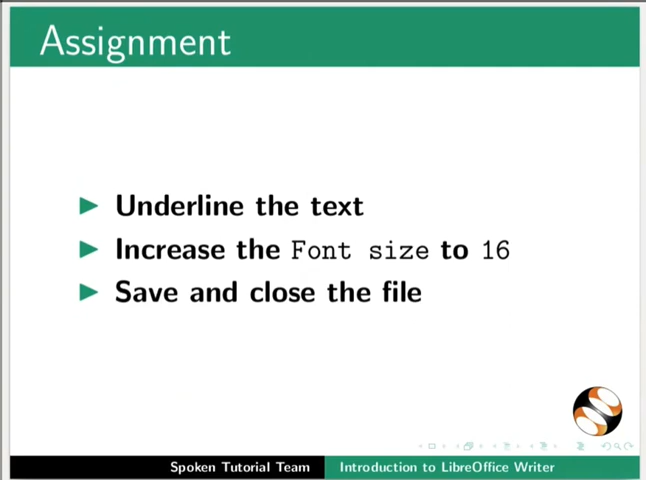 Assignment
Underline the text
Increase the Font size to 16
Save and close the file
Spoken Tutorial Team
Introduction to LibreOffice Writer